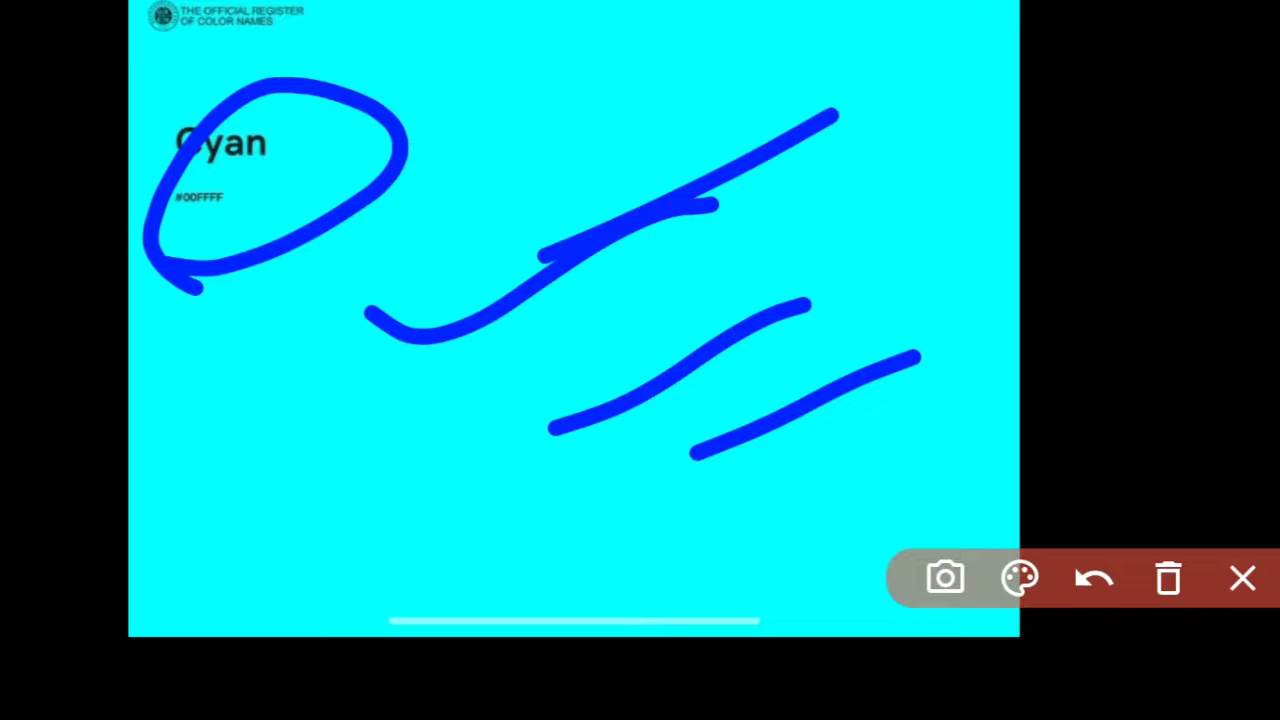 THE OFFICIAL REGISTER
OF COLOR NAMES
Cyan
#00FFFF